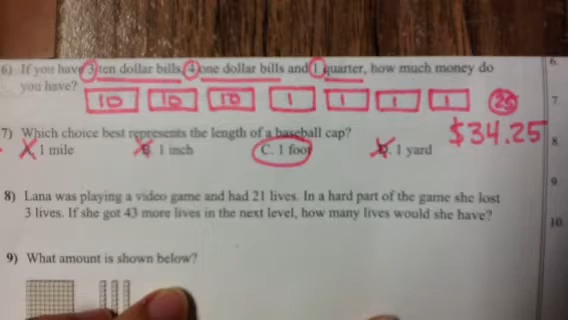 6) If you have 3 ten dollar bills, 4 one dollar bills and 1 quarter, how much money do
you have?
10 10 10 1 1 1 1 25
$34.25
7) Which choice best represents the length of a baseball cap?
1 mile B. 1 inch C. 1 foot D. 1 yard
8) Lana was playing a video game and had 21 lives. In a hard part of the game she lost
3 lives. If she got 43 more lives in the next level, how many lives would she have?
9) What amount is shown below?
6.
7.
8.
9.
10.